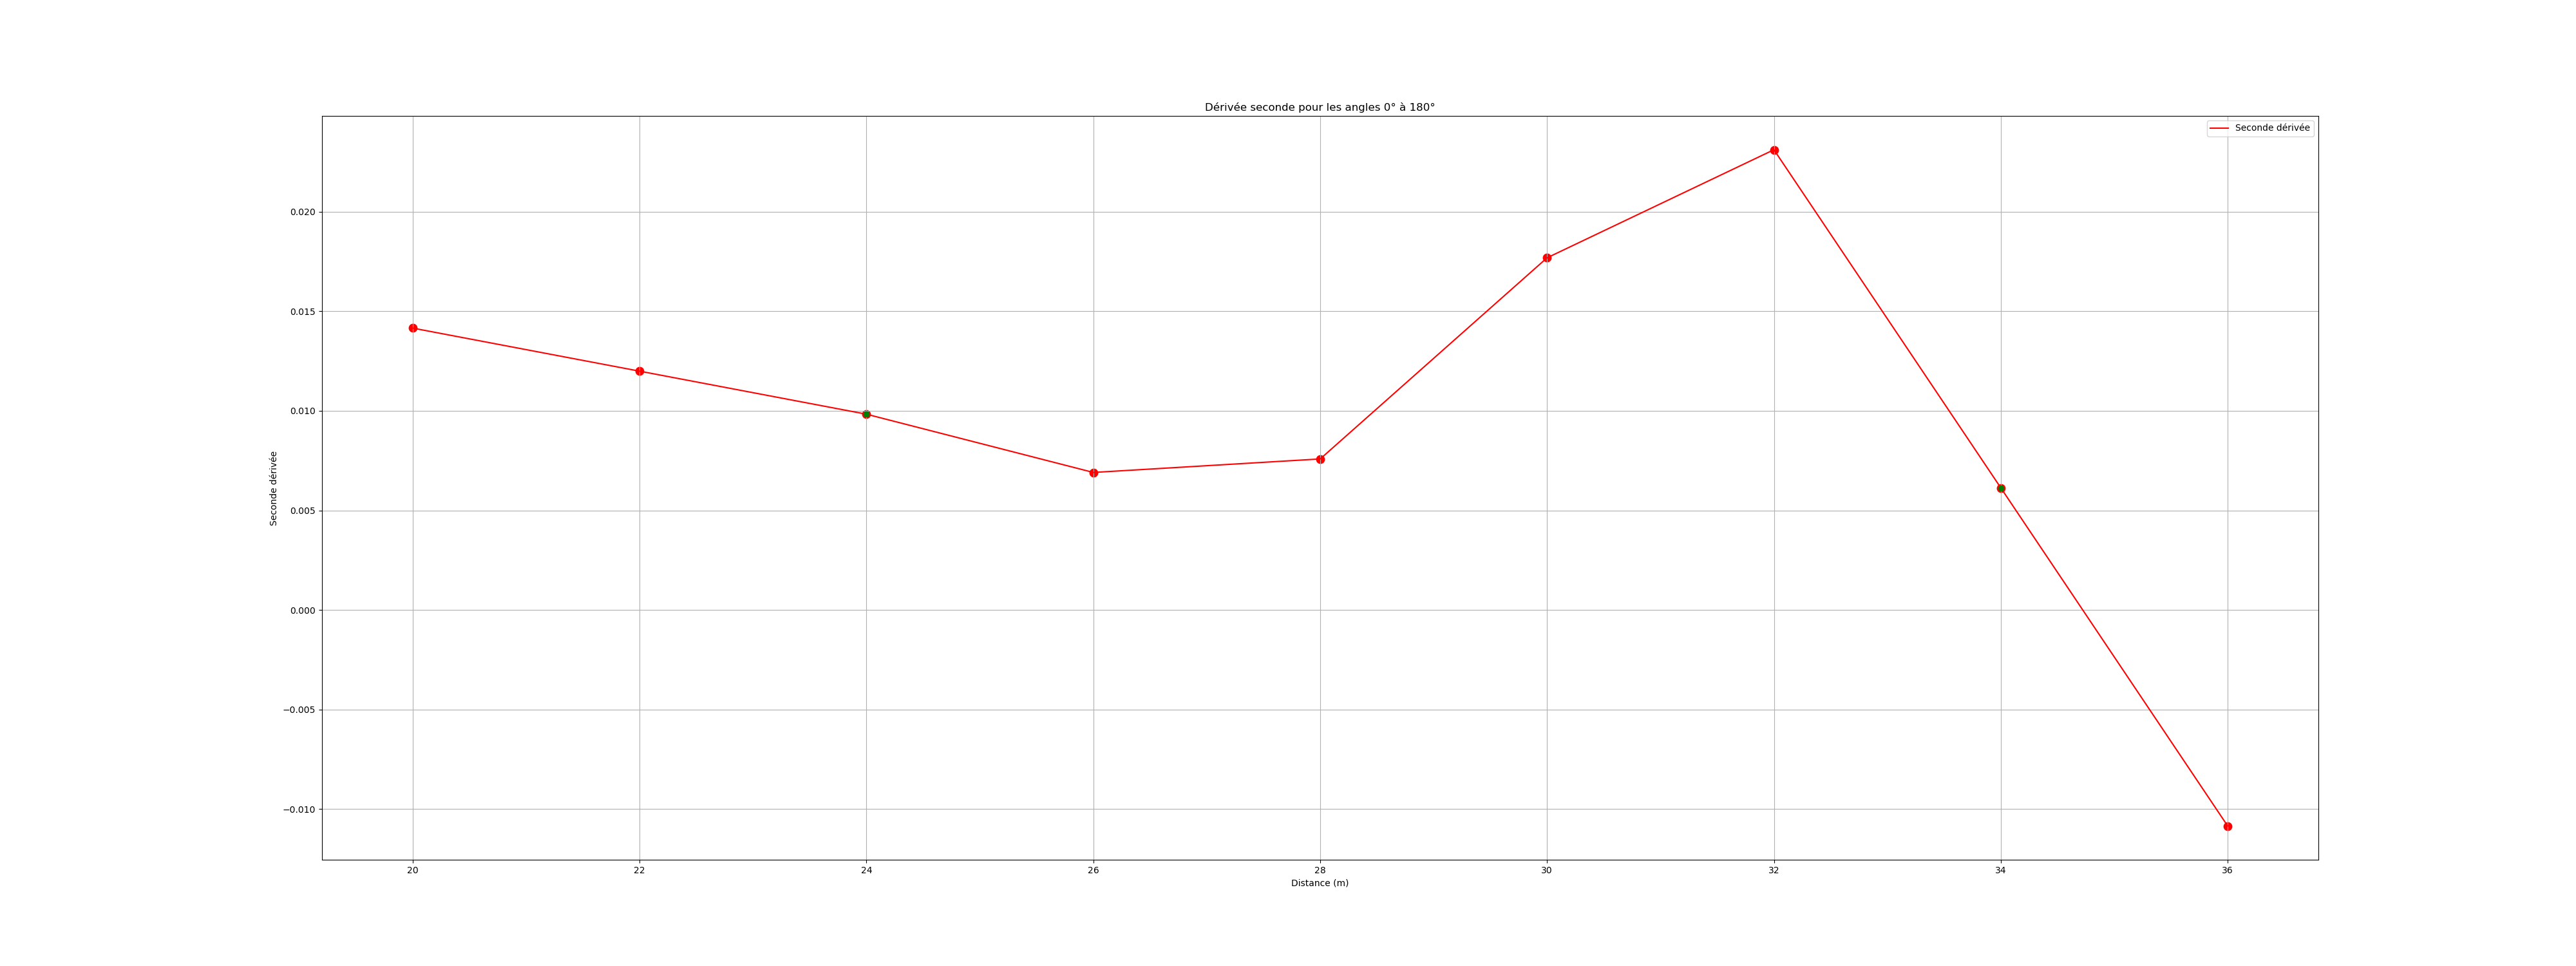 Dérivée seconde pour les angles 0° à 180°
Seconde dérivée
0.020
0.015
0.010
0.005
0.000
−0.005
−0.010
Seconde dérivée
20 22 24 26 28 30 32 34 36
Distance (m)